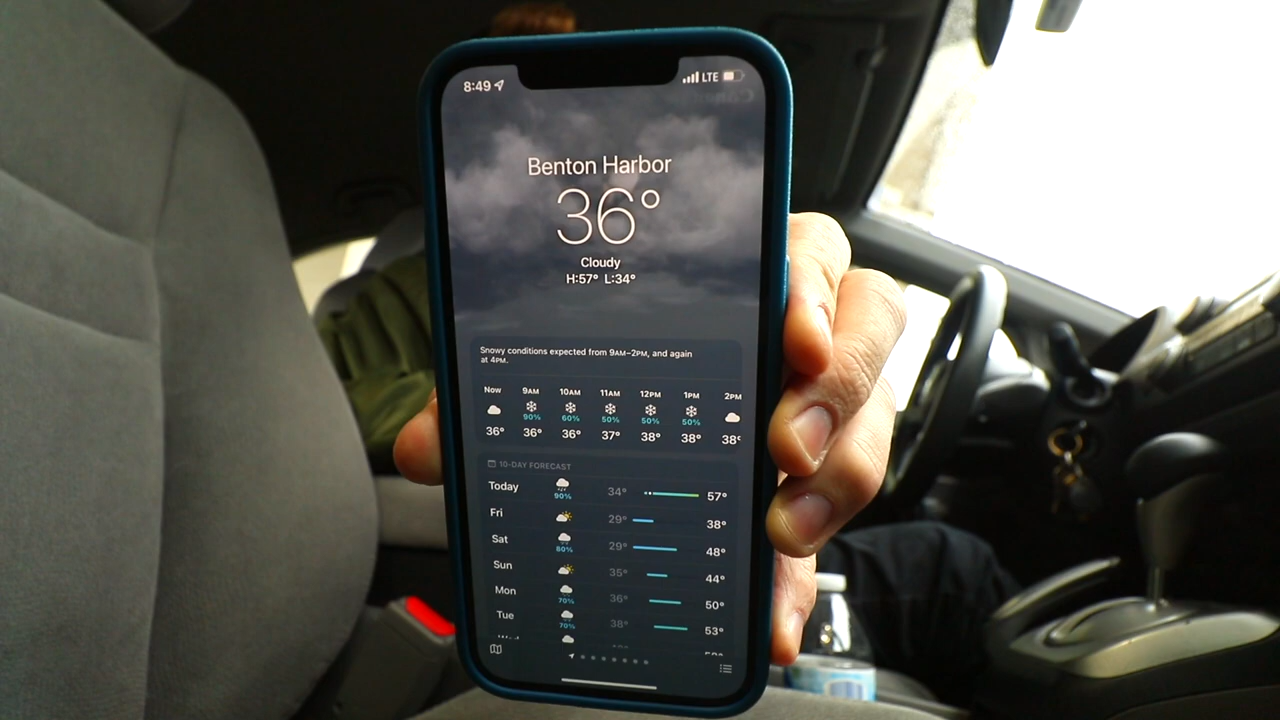 8:49 LTE
Benton Harbor
36°
Cloudy
H:57° L:34°
Snowy conditions expected from 9AM–2PM, and again
at 4PM.
Now 9AM 10AM 11AM 12PM 1PM 2PM
90% 60% 50% 50% 50%
36° 36° 36° 37° 38° 38° 38°
10-DAY FORECAST
Today 90% 34° 57°
Fri 29° 38°
Sat 80% 29° 48°
Sun 35° 44°
Mon 70% 36° 50°
Tue 70% 38° 53°